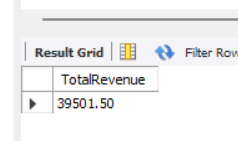 Result Grid Filter Row
TotalRevenue
39501.50